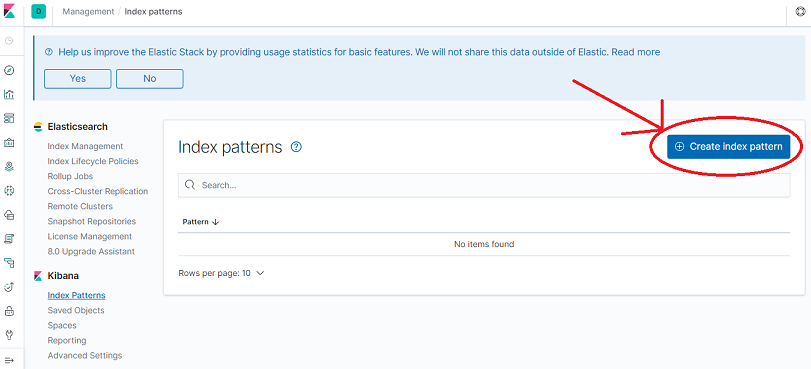 D Management / Index patterns
Help us improve the Elastic Stack by providing usage statistics for basic features. We will not share this data outside of Elastic. Read more
Yes No
Elasticsearch
Index Management
Index Lifecycle Policies
Rollup Jobs
Cross-Cluster Replication
Remote Clusters
Snapshot Repositories
License Management
8.0 Upgrade Assistant
Kibana
Index Patterns
Saved Objects
Spaces
Reporting
Advanced Settings
Index patterns
Create index pattern
Search...
Pattern
No items found
Rows per page: 10